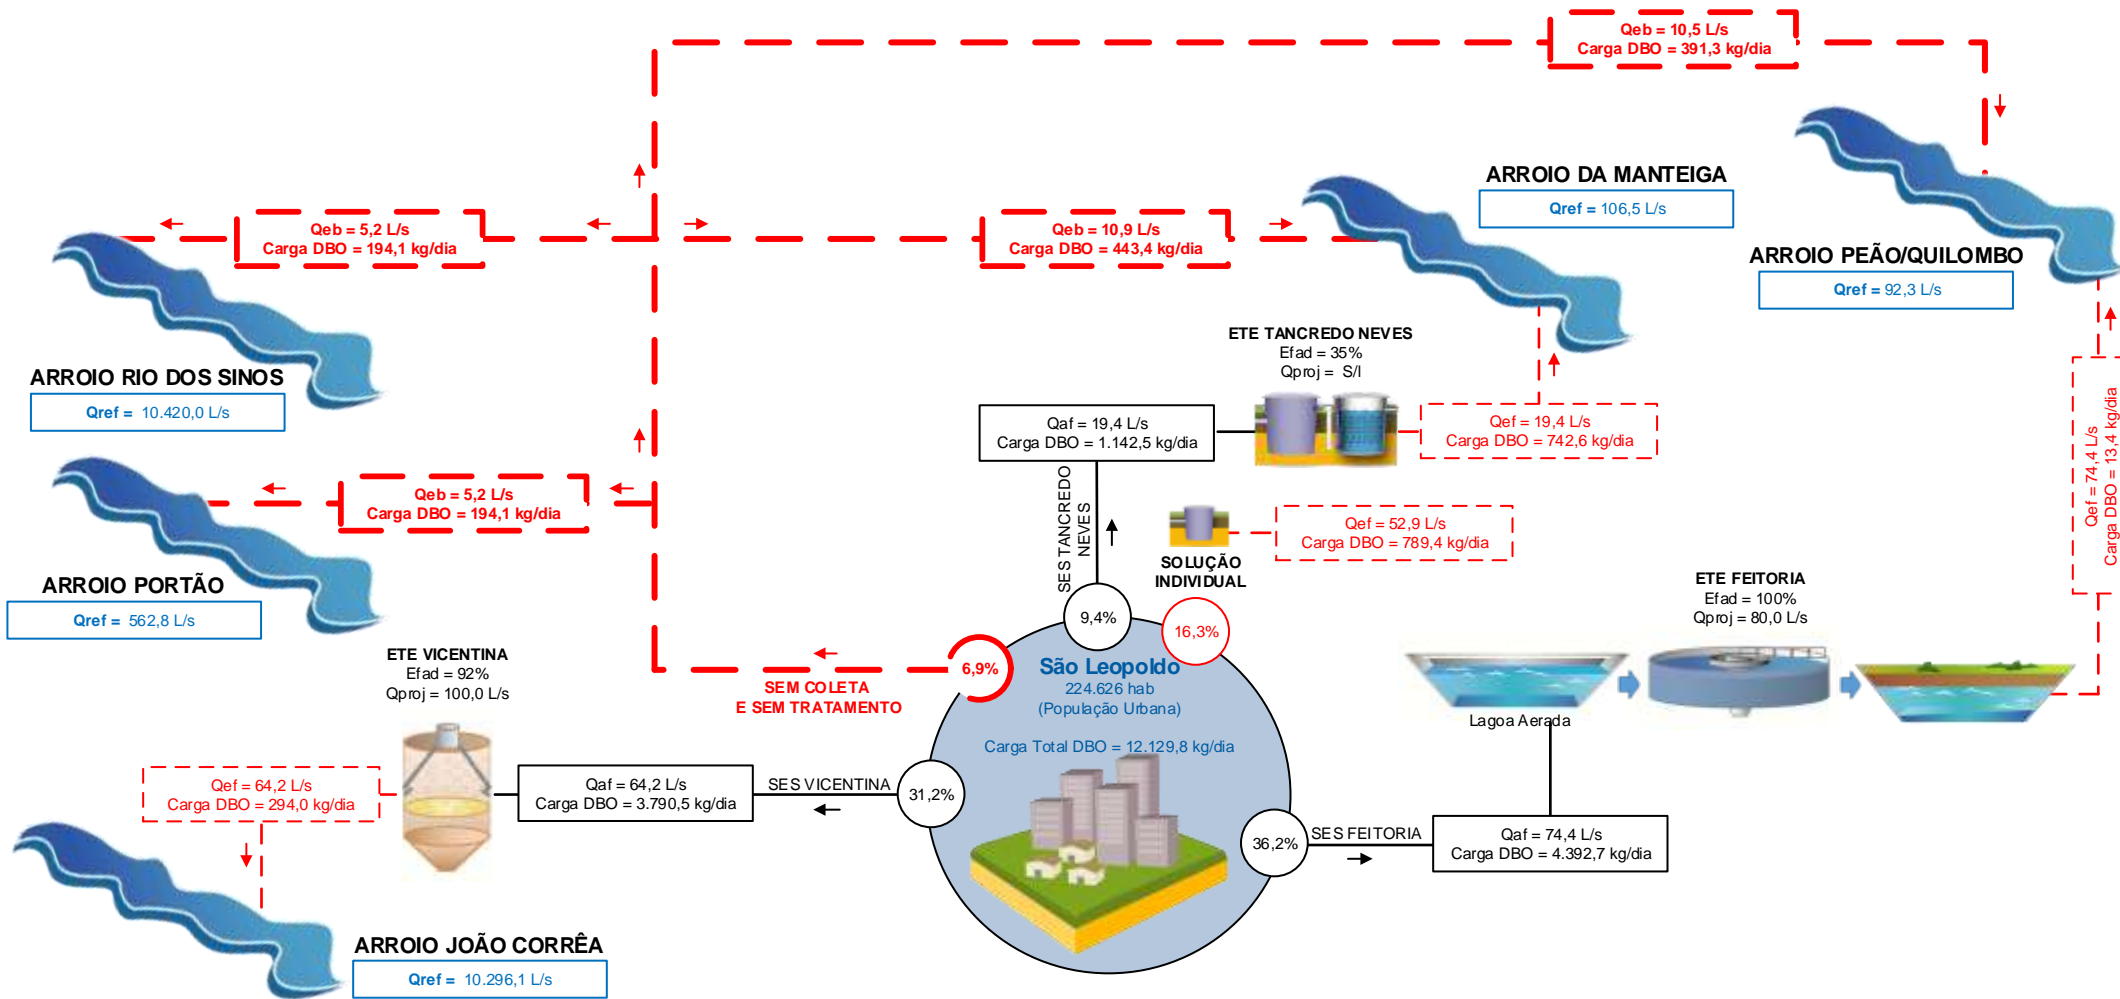 Qeb = 10,5 L/s
Carga DBO = 391,3 kg/dia
ARROIO DA MANTEIGA
Qref = 106,5 L/s
Qeb = 5,2 L/s
Carga DBO = 194,1 kg/dia
Qeb = 10,9 L/s
Carga DBO = 443,4 kg/dia
ARROIO PEÃO/QUILOMBO
Qref = 92,3 L/s
ARROIO RIO DOS SINOS
Qref = 10.420,0 L/s
ETE TANCREDO NEVES
Efad = 35%
Qproj = S/I
Qaf = 19,4 L/s
Carga DBO = 1.142,5 kg/dia
Qef = 19,4 L/s
Carga DBO = 742,6 kg/dia
Qef = 74,4 L/s
Carga DBO = 13,4 kg/dia
Qeb = 5,2 L/s
Carga DBO = 194,1 kg/dia
SES TANCREDO
NEVES
Qef = 52,9 L/s
Carga DBO = 789,4 kg/dia
SOLUÇÃO
INDIVIDUAL
ARROIO PORTÃO
Qref = 562,8 L/s
ETE FEITORIA
Efad = 100%
Qproj = 80,0 L/s
9,4%
16,3%
6,9%
SEM COLETA
E SEM TRATAMENTO
São Leopoldo
224.626 hab
(População Urbana)
Carga Total DBO = 12.129,8 kg/dia
ETE VICENTINA
Efad = 92%
Qproj = 100,0 L/s
Lagoa Aerada
Qef = 64,2 L/s
Carga DBO = 294,0 kg/dia
Qaf = 64,2 L/s
Carga DBO = 3.790,5 kg/dia
SES VICENTINA
31,2%
36,2%
SES FEITORIA
Qaf = 74,4 L/s
Carga DBO = 4.392,7 kg/dia
ARROIO JOÃO CORRÊA
Qref = 10.296,1 L/s